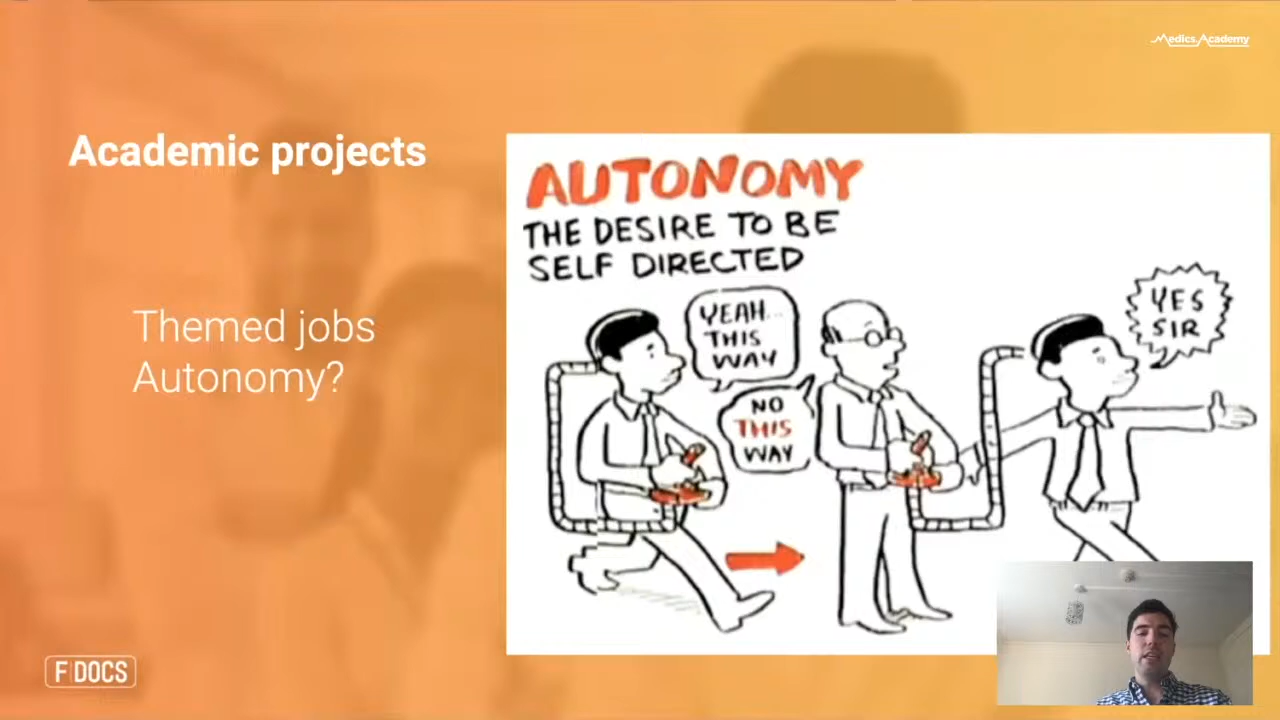 Medics.Academy
Academic projects
Themed jobs
Autonomy?
AUTONOMY
THE DESIRE TO BE
SELF DIRECTED
YEAH...
THIS
WAY
NO
THIS
WAY
YES
SIR
F|DOCS